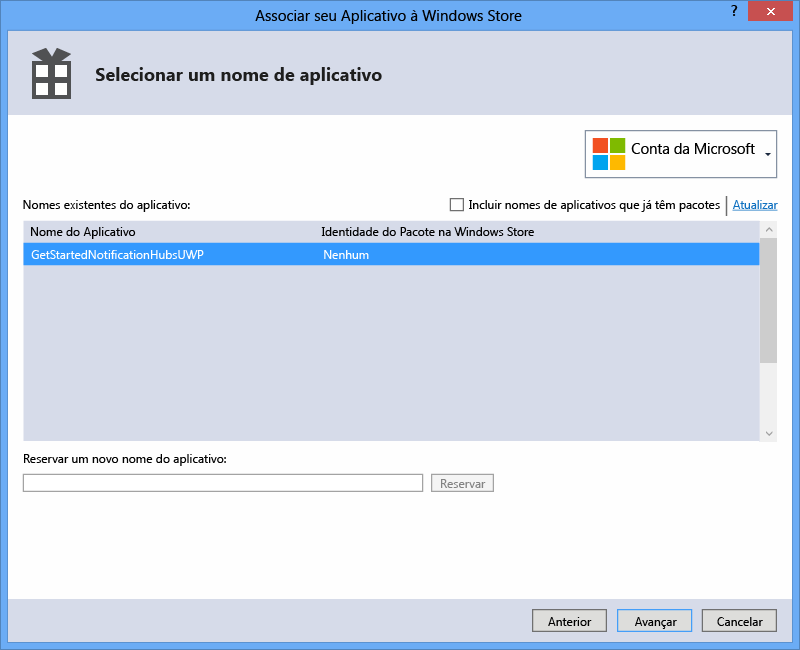 Associar seu Aplicativo à Windows Store
?
Selecionar um nome de aplicativo
Conta da Microsoft
Nomes existentes do aplicativo:
Incluir nomes de aplicativos que já têm pacotes
Atualizar
Nome do Aplicativo
Identidade do Pacote na Windows Store
GetStartedNotificationHubsUWP
Nenhum
Reservar um novo nome do aplicativo:
Reservar
Anterior
Avançar
Cancelar